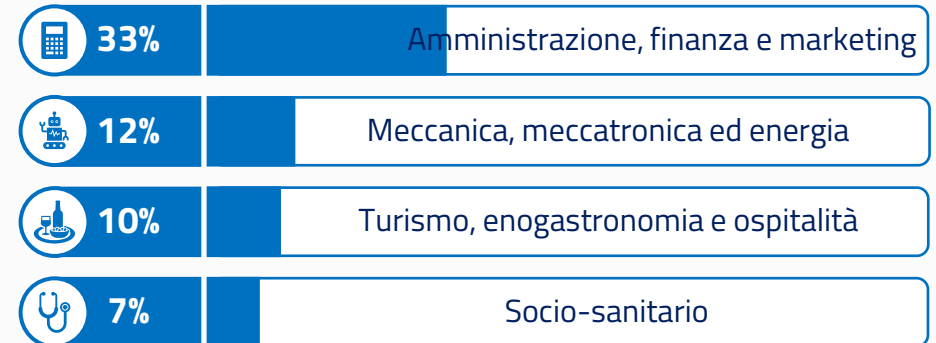 33% Amministrazione, finanza e marketing
12% Meccanica, meccatronica ed energia
10% Turismo, enogastronomia e ospitalità
7% Socio-sanitario